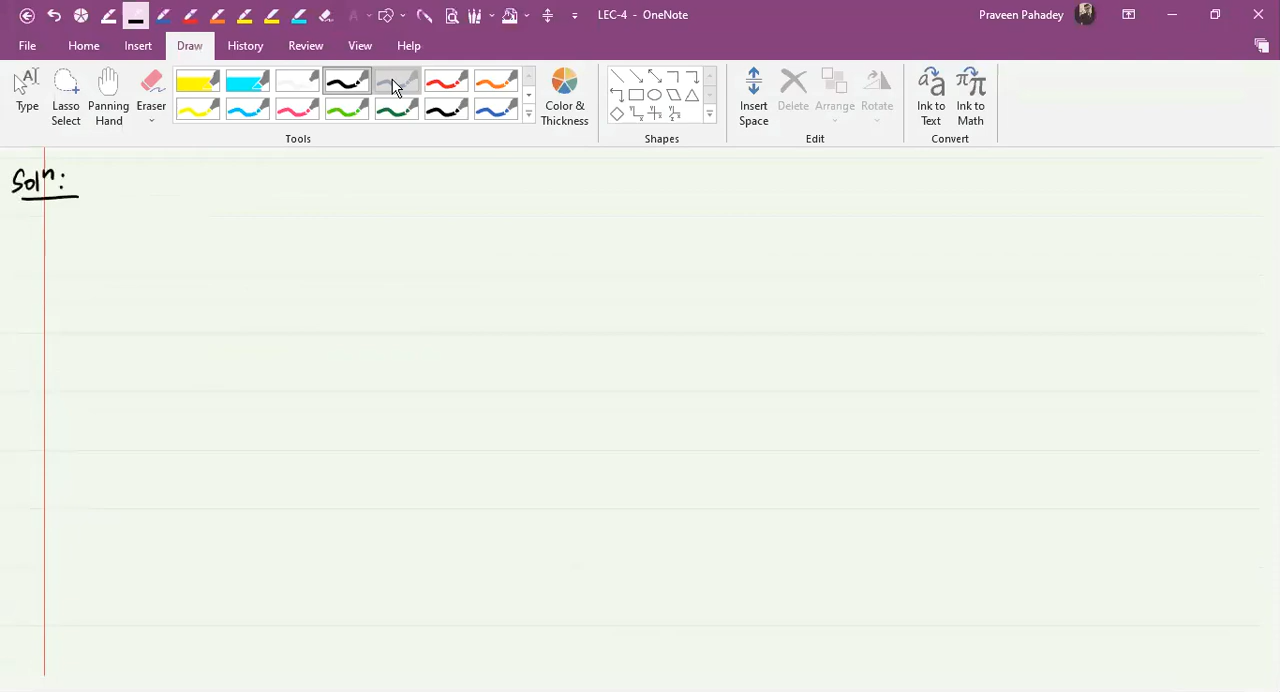 LEC-4 - OneNote
Praveen Pahadey
File
Home
Insert
Draw
History
Review
View
Help
Type
Lasso
Select
Panning
Hand
Eraser
Color &
Thickness
Insert
Space
Delete
Arrange
Rotate
Ink to
Text
Ink to
Math
Tools
Shapes
Edit
Convert
Solⁿ: